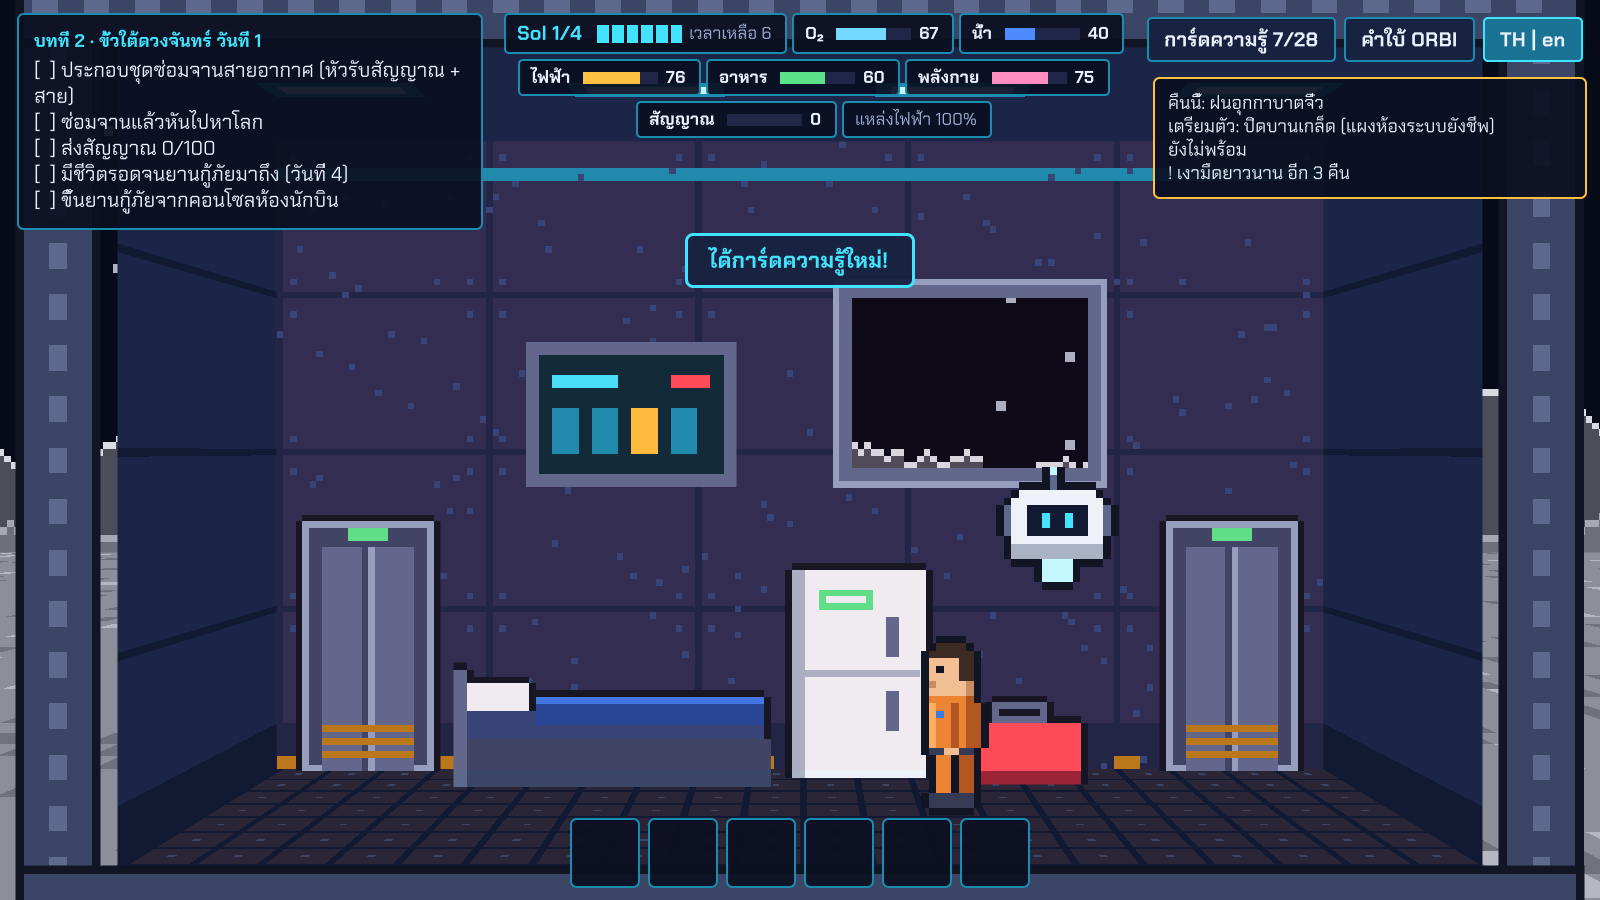 บทที่ 2 · ขั้วใต้ดวงจันทร์ วันที่ 1
[ ] ประกอบชุดซ่อมจานสายอากาศ (หัวรับสัญญาณ +
สาย)
[ ] ซ่อมจานแล้วหันไปหาโลก
[ ] ส่งสัญญาณ 0/100
[ ] มีชีวิตรอดจนยานกู้ภัยมาถึง (วันที่ 4)
[ ] ขึ้นยานกู้ภัยจากคอนโซลห้องนักบิน
Sol 1/4 เวลาเหลือ 6
O₂ 67
น้ำ 40
ไฟฟ้า 76
อาหาร 60
พลังกาย 75
สัญญาณ 0
แหล่งไฟฟ้า 100%
การ์ดความรู้ 7/28
คำใบ้ ORBI
TH | en
คืนนี้: ฝนอุกกาบาตจิ๋ว
เตรียมตัว: ปิดบานเกล็ด (แผงห้องระบบยังชีพ)
ยังไม่พร้อม
! เงามืดยาวนาน อีก 3 คืน
ได้การ์ดความรู้ใหม่!